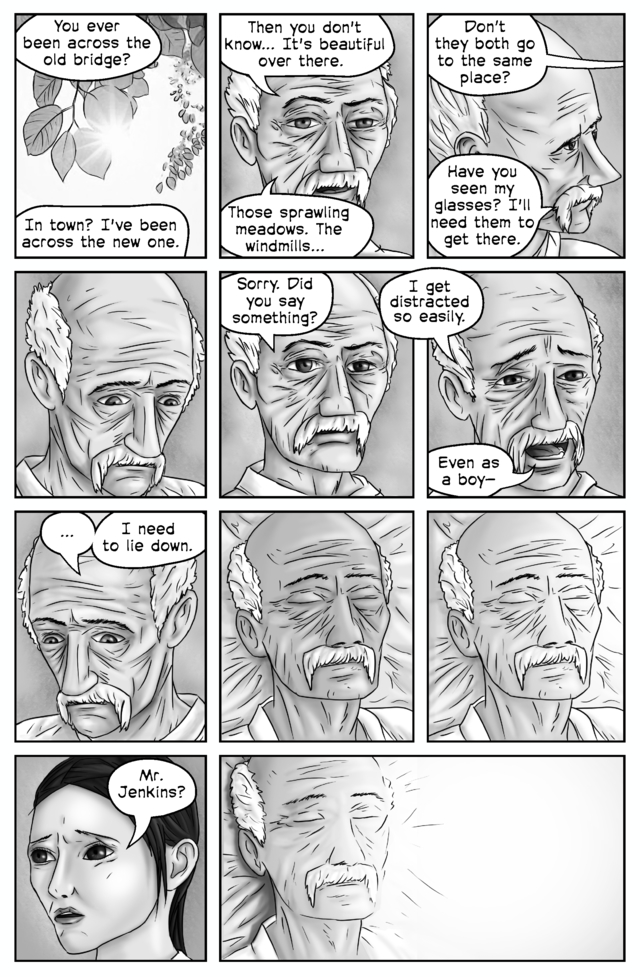 You ever
been across the
old bridge?
In town? I've been
across the new one.
Then you don't
know... It's beautiful
over there.
Those sprawling
meadows. The
windmills...
Don't
they both go
to the same
place?
Have you
seen my
glasses? I'll
need them to
get there.
Sorry. Did
you say
something?
I get
distracted
so easily.
Even as
a boy–
...
I need
to lie down.
Mr.
Jenkins?